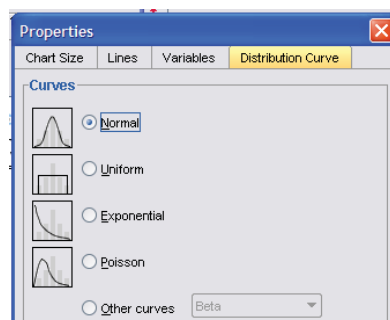 Properties
Chart Size Lines Variables Distribution Curve
Curves
Normal
Uniform
Exponential
Poisson
Other curves Beta